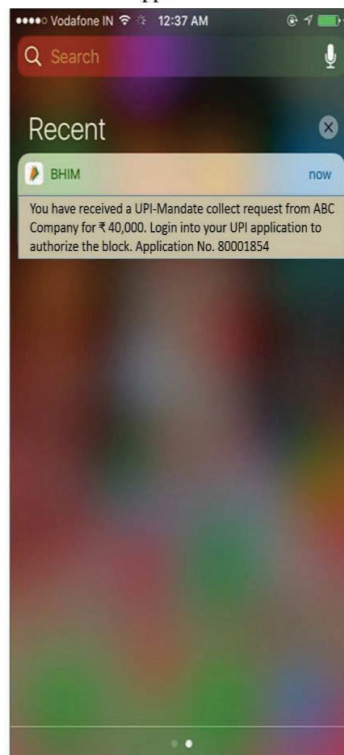 Vodafone IN 12:37 AM
Search
Recent
BHIM now
You have received a UPI-Mandate collect request from ABC
Company for ₹ 40,000. Login into your UPI application to
authorize the block. Application No. 80001854